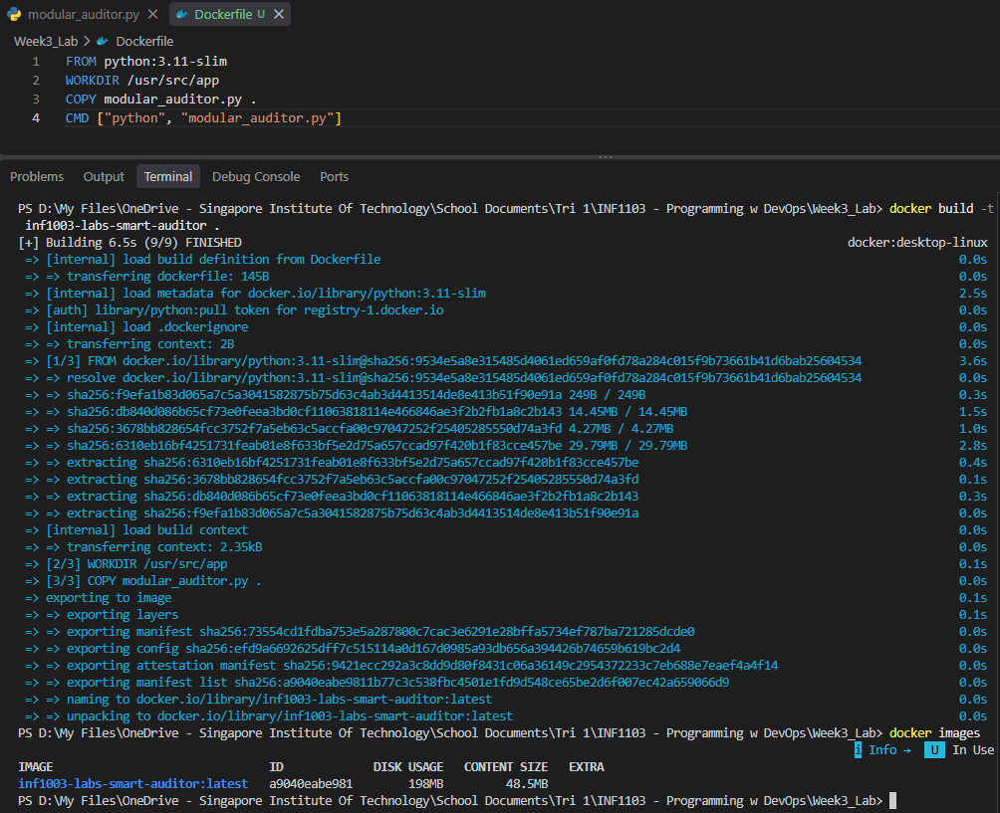 modular_auditor.py
Dockerfile U
Week3_Lab > Dockerfile
1 FROM python:3.11-slim
2 WORKDIR /usr/src/app
3 COPY modular_auditor.py .
4 CMD ["python", "modular_auditor.py"]
Problems Output Terminal Debug Console Ports
PS D:\My Files\OneDrive - Singapore Institute Of Technology\School Documents\Tri 1\INF1103 - Programming w DevOps\Week3_Lab> docker build -t
inf1003-labs-smart-auditor .
[+] Building 6.5s (9/9) FINISHED docker:desktop-linux
=> [internal] load build definition from Dockerfile 0.0s
=> => transferring dockerfile: 145B 0.0s
=> [internal] load metadata for docker.io/library/python:3.11-slim 2.5s
=> [auth] library/python:pull token for registry-1.docker.io 0.0s
=> [internal] load .dockerignore 0.0s
=> => transferring context: 2B 0.0s
=> [1/3] FROM docker.io/library/python:3.11-slim@sha256:9534e5a8e315485d4061ed659af0fd78a284c015f9b73661b41d6bab25604534 3.6s
=> => resolve docker.io/library/python:3.11-slim@sha256:9534e5a8e315485d4061ed659af0fd78a284c015f9b73661b41d6bab25604534 0.0s
=> => sha256:f9efa1b83d065a7c5a3041582875b75d63c4ab3d4413514de8e413b51f90e91a 249B / 249B 0.3s
=> => sha256:db840d086b65cf73e0feea3bd0cf11063818114e466846ae3f2b2fb1a8c2b143 14.45MB / 14.45MB 1.5s
=> => sha256:3678bb828654fcc3752f7a5eb63c5accfa00c97047252f25405285550d74a3fd 4.27MB / 4.27MB 1.0s
=> => sha256:6310eb16bf4251731feab01e8f633bf5e2d75a657ccad97f420b1f83cce457be 29.79MB / 29.79MB 2.8s
=> => extracting sha256:6310eb16bf4251731feab01e8f633bf5e2d75a657ccad97f420b1f83cce457be 0.4s
=> => extracting sha256:3678bb828654fcc3752f7a5eb63c5accfa00c97047252f25405285550d74a3fd 0.1s
=> => extracting sha256:db840d086b65cf73e0feea3bd0cf11063818114e466846ae3f2b2fb1a8c2b143 0.3s
=> => extracting sha256:f9efa1b83d065a7c5a3041582875b75d63c4ab3d4413514de8e413b51f90e91a 0.0s
=> [internal] load build context 0.0s
=> => transferring context: 2.35kB 0.0s
=> [2/3] WORKDIR /usr/src/app 0.1s
=> [3/3] COPY modular_auditor.py . 0.0s
=> exporting to image 0.1s
=> => exporting layers 0.1s
=> => exporting manifest sha256:73554cd1fdba753e5a287800c7cac3e6291e28bffa5734ef787ba721285dcde0 0.0s
=> => exporting config sha256:efd9a6692625dff7c515114a0d167d0985a93db656a394426b74659b619bc2d4 0.0s
=> => exporting attestation manifest sha256:9421ecc292a3c8dd9d80f8431c06a36149c2954372233c7eb688e7eaef4a4f14 0.0s
=> => exporting manifest list sha256:a9040eabe9811b77c3c538fbc4501e1fd9d548ce65be2d6f007ec42a659066d9 0.0s
=> => naming to docker.io/library/inf1003-labs-smart-auditor:latest 0.0s
=> => unpacking to docker.io/library/inf1003-labs-smart-auditor:latest 0.0s
PS D:\My Files\OneDrive - Singapore Institute Of Technology\School Documents\Tri 1\INF1103 - Programming w DevOps\Week3_Lab> docker images
i Info → U In Use
IMAGE ID DISK USAGE CONTENT SIZE EXTRA
inf1003-labs-smart-auditor:latest a9040eabe981 198MB 48.5MB
PS D:\My Files\OneDrive - Singapore Institute Of Technology\School Documents\Tri 1\INF1103 - Programming w DevOps\Week3_Lab>